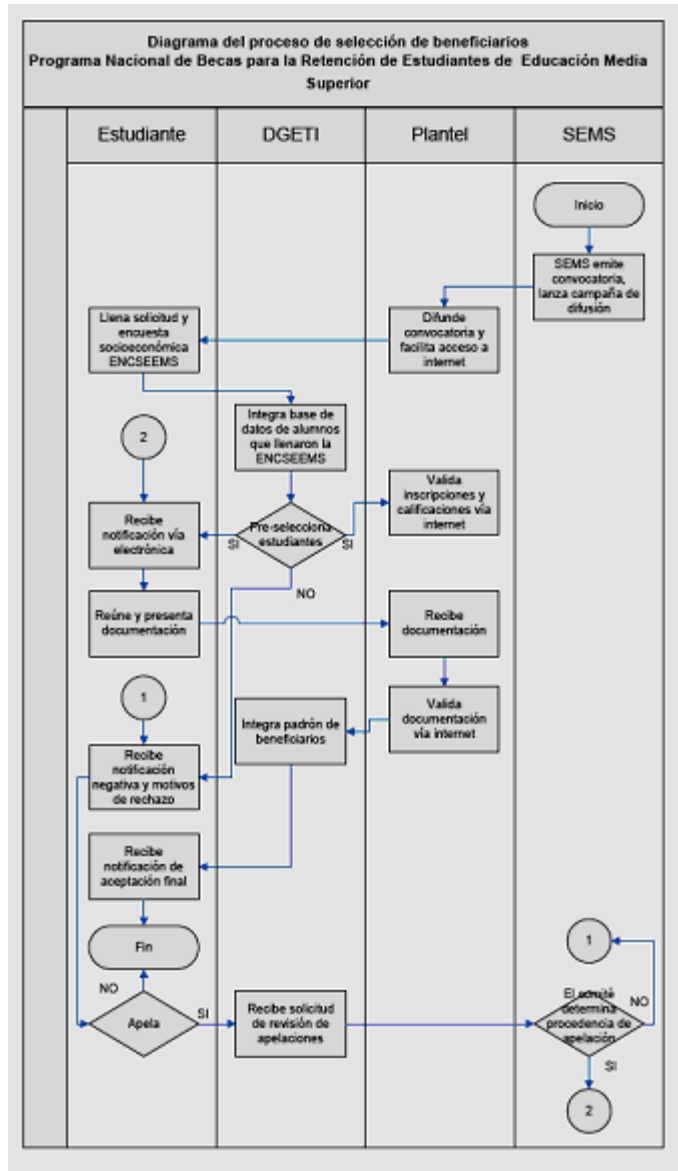 Diagrama del proceso de selección de beneficiarios
Programa Nacional de Becas para la Retención de Estudiantes de Educación Media
Superior
Estudiante
DGETI
Plantel
SEMS
Inicio
SEMS emite
convocatoria,
lanza campaña de
difusión
Difunde
convocatoria y
facilita acceso a
internet
Llena solicitud y
encuesta
socioeconómica
ENCSEEMS
Integra base de
datos de alumnos
que llenaron la
ENCSEEMS
2
Pre-selecciona
estudiantes
SI
SI
NO
Valida
inscripciones y
calificaciones vía
internet
Recibe
notificación vía
electrónica
Reúne y presenta
documentación
Recibe
documentación
Valida
documentación
vía internet
Integra padrón de
beneficiarios
1
Recibe
notificación
negativa y motivos
de rechazo
Recibe
notificación de
aceptación final
Fin
NO
Apela
SI
Recibe solicitud
de revisión de
apelaciones
El comité
determina
procedencia de
apelación
NO
1
SI
2